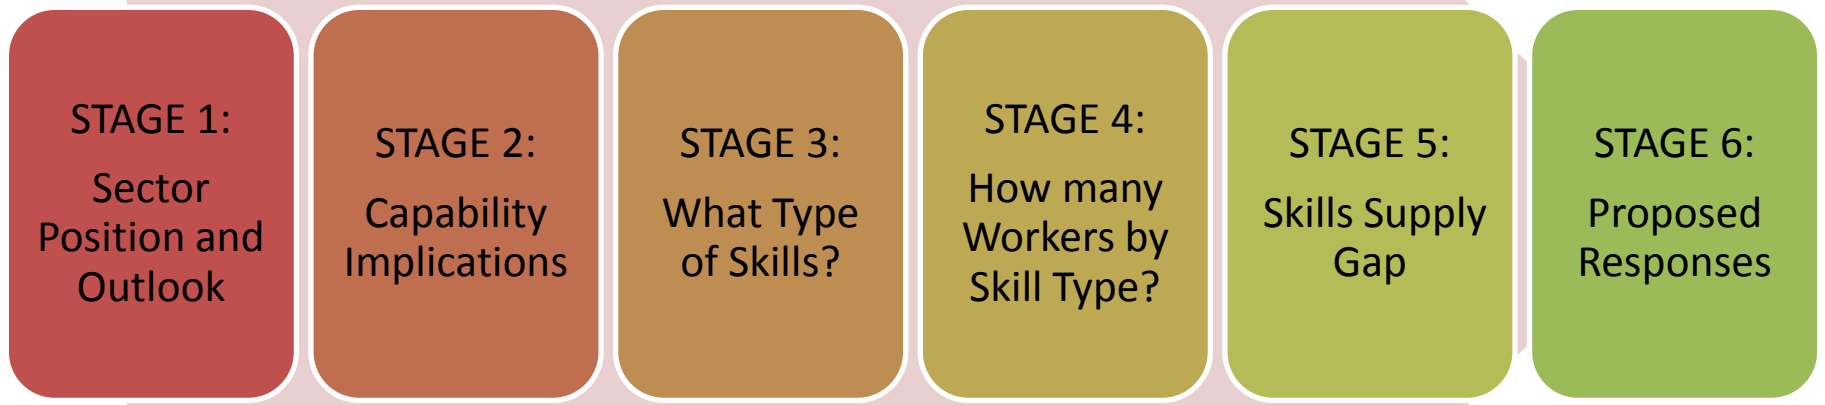 STAGE 1:
Sector
Position and
Outlook
STAGE 2:
Capability
Implications
STAGE 3:
What Type
of Skills?
STAGE 4:
How many
Workers by
Skill Type?
STAGE 5:
Skills Supply
Gap
STAGE 6:
Proposed
Responses